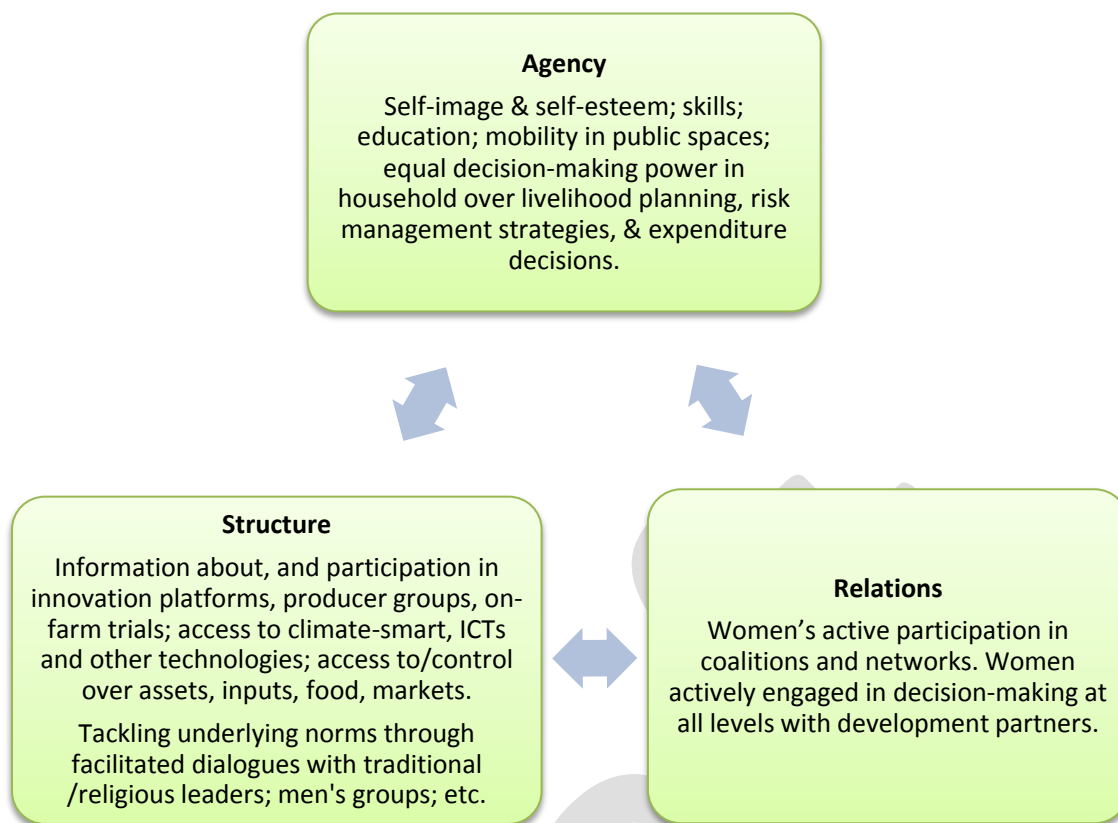 Agency
Self-image & self-esteem; skills;
education; mobility in public spaces;
equal decision-making power in
household over livelihood planning, risk
management strategies, & expenditure
decisions.
Structure
Information about, and participation in
innovation platforms, producer groups, on-
farm trials; access to climate-smart, ICTs
and other technologies; access to/control
over assets, inputs, food, markets.
Tackling underlying norms through
facilitated dialogues with traditional
/religious leaders; men's groups; etc.
Relations
Women’s active participation in
coalitions and networks. Women
actively engaged in decision-making at
all levels with development partners.